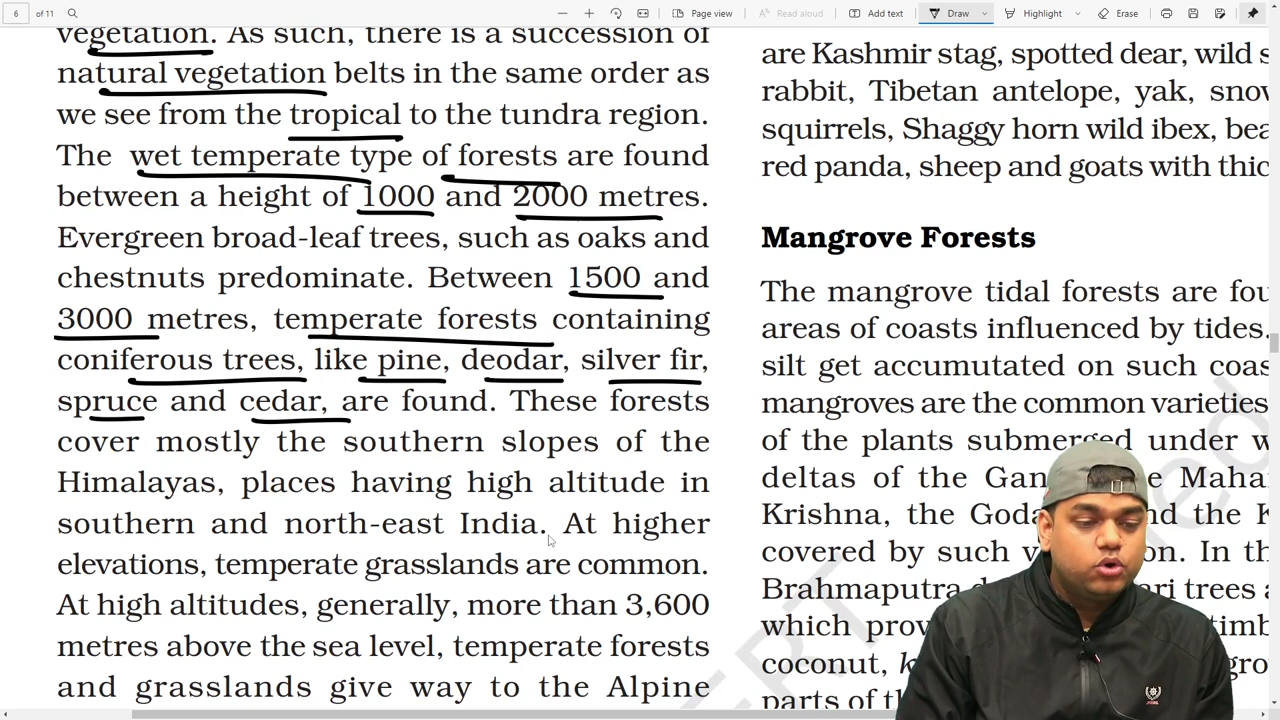 6 of 11 Page view Read aloud Add text Draw Highlight Erase
vegetation. As such, there is a succession of
natural vegetation belts in the same order as
we see from the tropical to the tundra region.
The wet temperate type of forests are found
between a height of 1000 and 2000 metres.
Evergreen broad-leaf trees, such as oaks and
chestnuts predominate. Between 1500 and
3000 metres, temperate forests containing
coniferous trees, like pine, deodar, silver fir,
spruce and cedar, are found. These forests
cover mostly the southern slopes of the
Himalayas, places having high altitude in
southern and north-east India. At higher
elevations, temperate grasslands are common.
At high altitudes, generally, more than 3,600
metres above the sea level, temperate forests
and grasslands give way to the Alpine
are Kashmir stag, spotted dear, wild
rabbit, Tibetan antelope, yak,
squirrels, Shaggy horn wild ibex,
red panda, sheep and goats with
Mangrove Forests
The mangrove tidal forests are
areas of coasts influenced by tides.
silt get accumutated on such
mangroves are the common varieties
of the plants submerged under
deltas of the
Krishna, the and the
covered by such In
Brahmaputra trees
which
coconut,
parts of